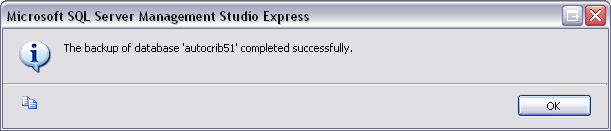 Microsoft SQL Server Management Studio Express
The backup of database 'autocrib51' completed successfully.
OK